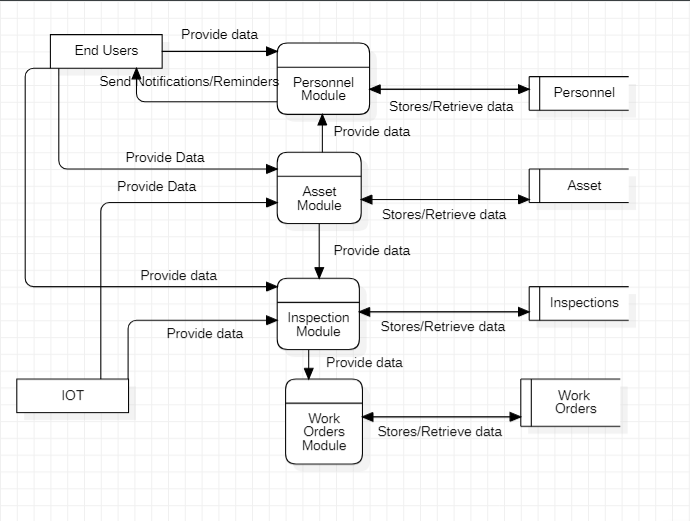 Provide data
End Users
Send Notifications/Reminders
Personnel
Module
Personnel
Stores/Retrieve data
Provide data
Provide Data
Provide Data
Asset
Module
Asset
Stores/Retrieve data
Provide data
Provide data
Inspection
Module
Inspections
Stores/Retrieve data
Provide data
Provide data
IOT
Work
Orders
Module
Work
Orders
Stores/Retrieve data